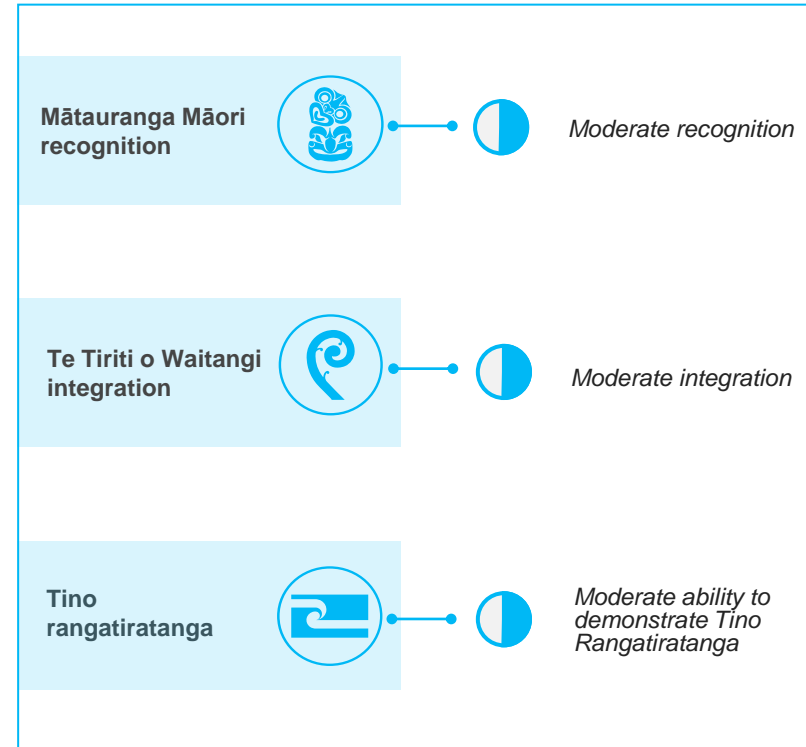 Mātauranga Māori
recognition
Moderate recognition
Te Tiriti o Waitangi
integration
Moderate integration
Tino
rangatiratanga
Moderate ability to
demonstrate Tino
Rangatiratanga